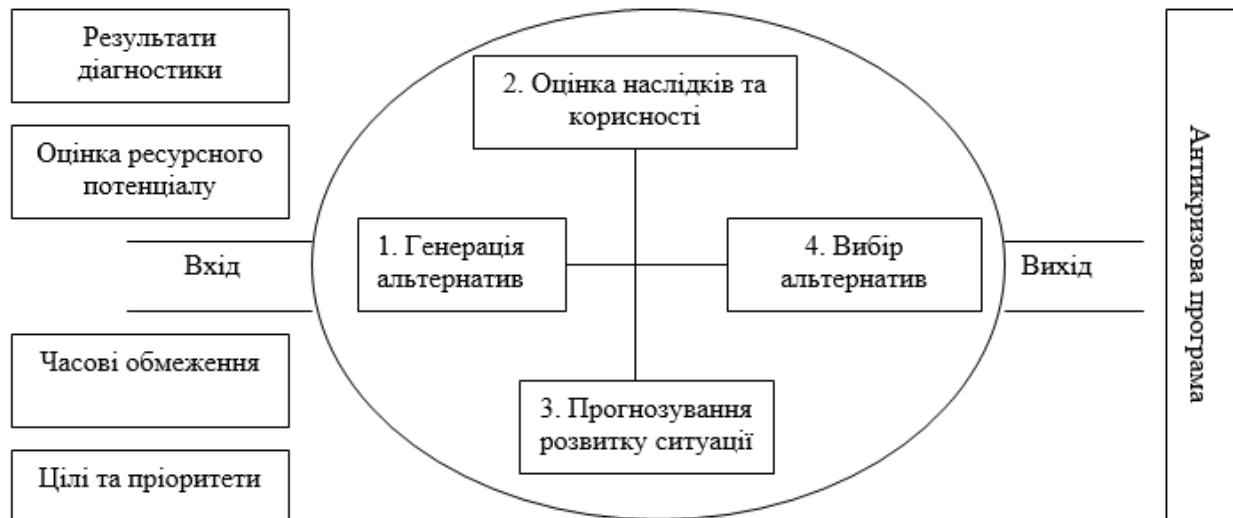 Результати
діагностики
Оцінка ресурсного
потенціалу
Вхід
Часові обмеження
Цілі та пріоритети
2. Оцінка наслідків та
корисності
1. Генерація
альтернатив
4. Вибір
альтернатив
3. Прогнозування
розвитку ситуації
Вихід
Антикризова програма